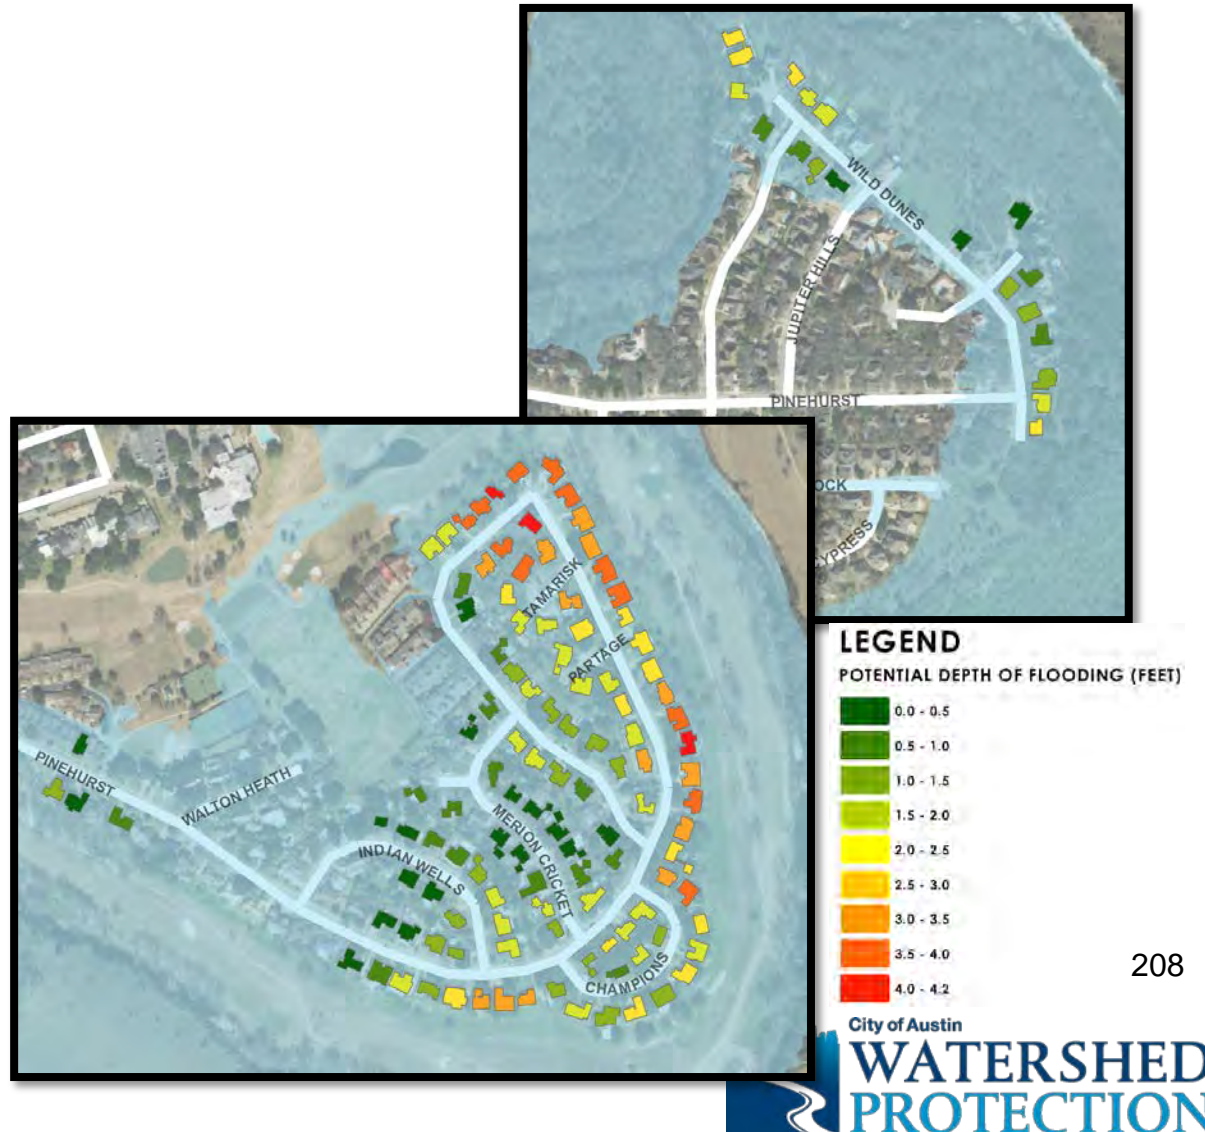 WILD DUNES
JUPITER HILLS
PINEHURST
OCK
CYPRESS
TAMARISK
PARTAGE
PINEHURST
WALTON HEATH
MERION CRICKET
INDIAN WELLS
CHAMPIONS
LEGEND
POTENTIAL DEPTH OF FLOODING (FEET)
0.0 - 0.5
0.5 - 1.0
1.0 - 1.5
1.5 - 2.0
2.0 - 2.5
2.5 - 3.0
3.0 - 3.5
3.5 - 4.0
4.0 - 4.2
208
City of Austin
WATERSHED
PROTECTION